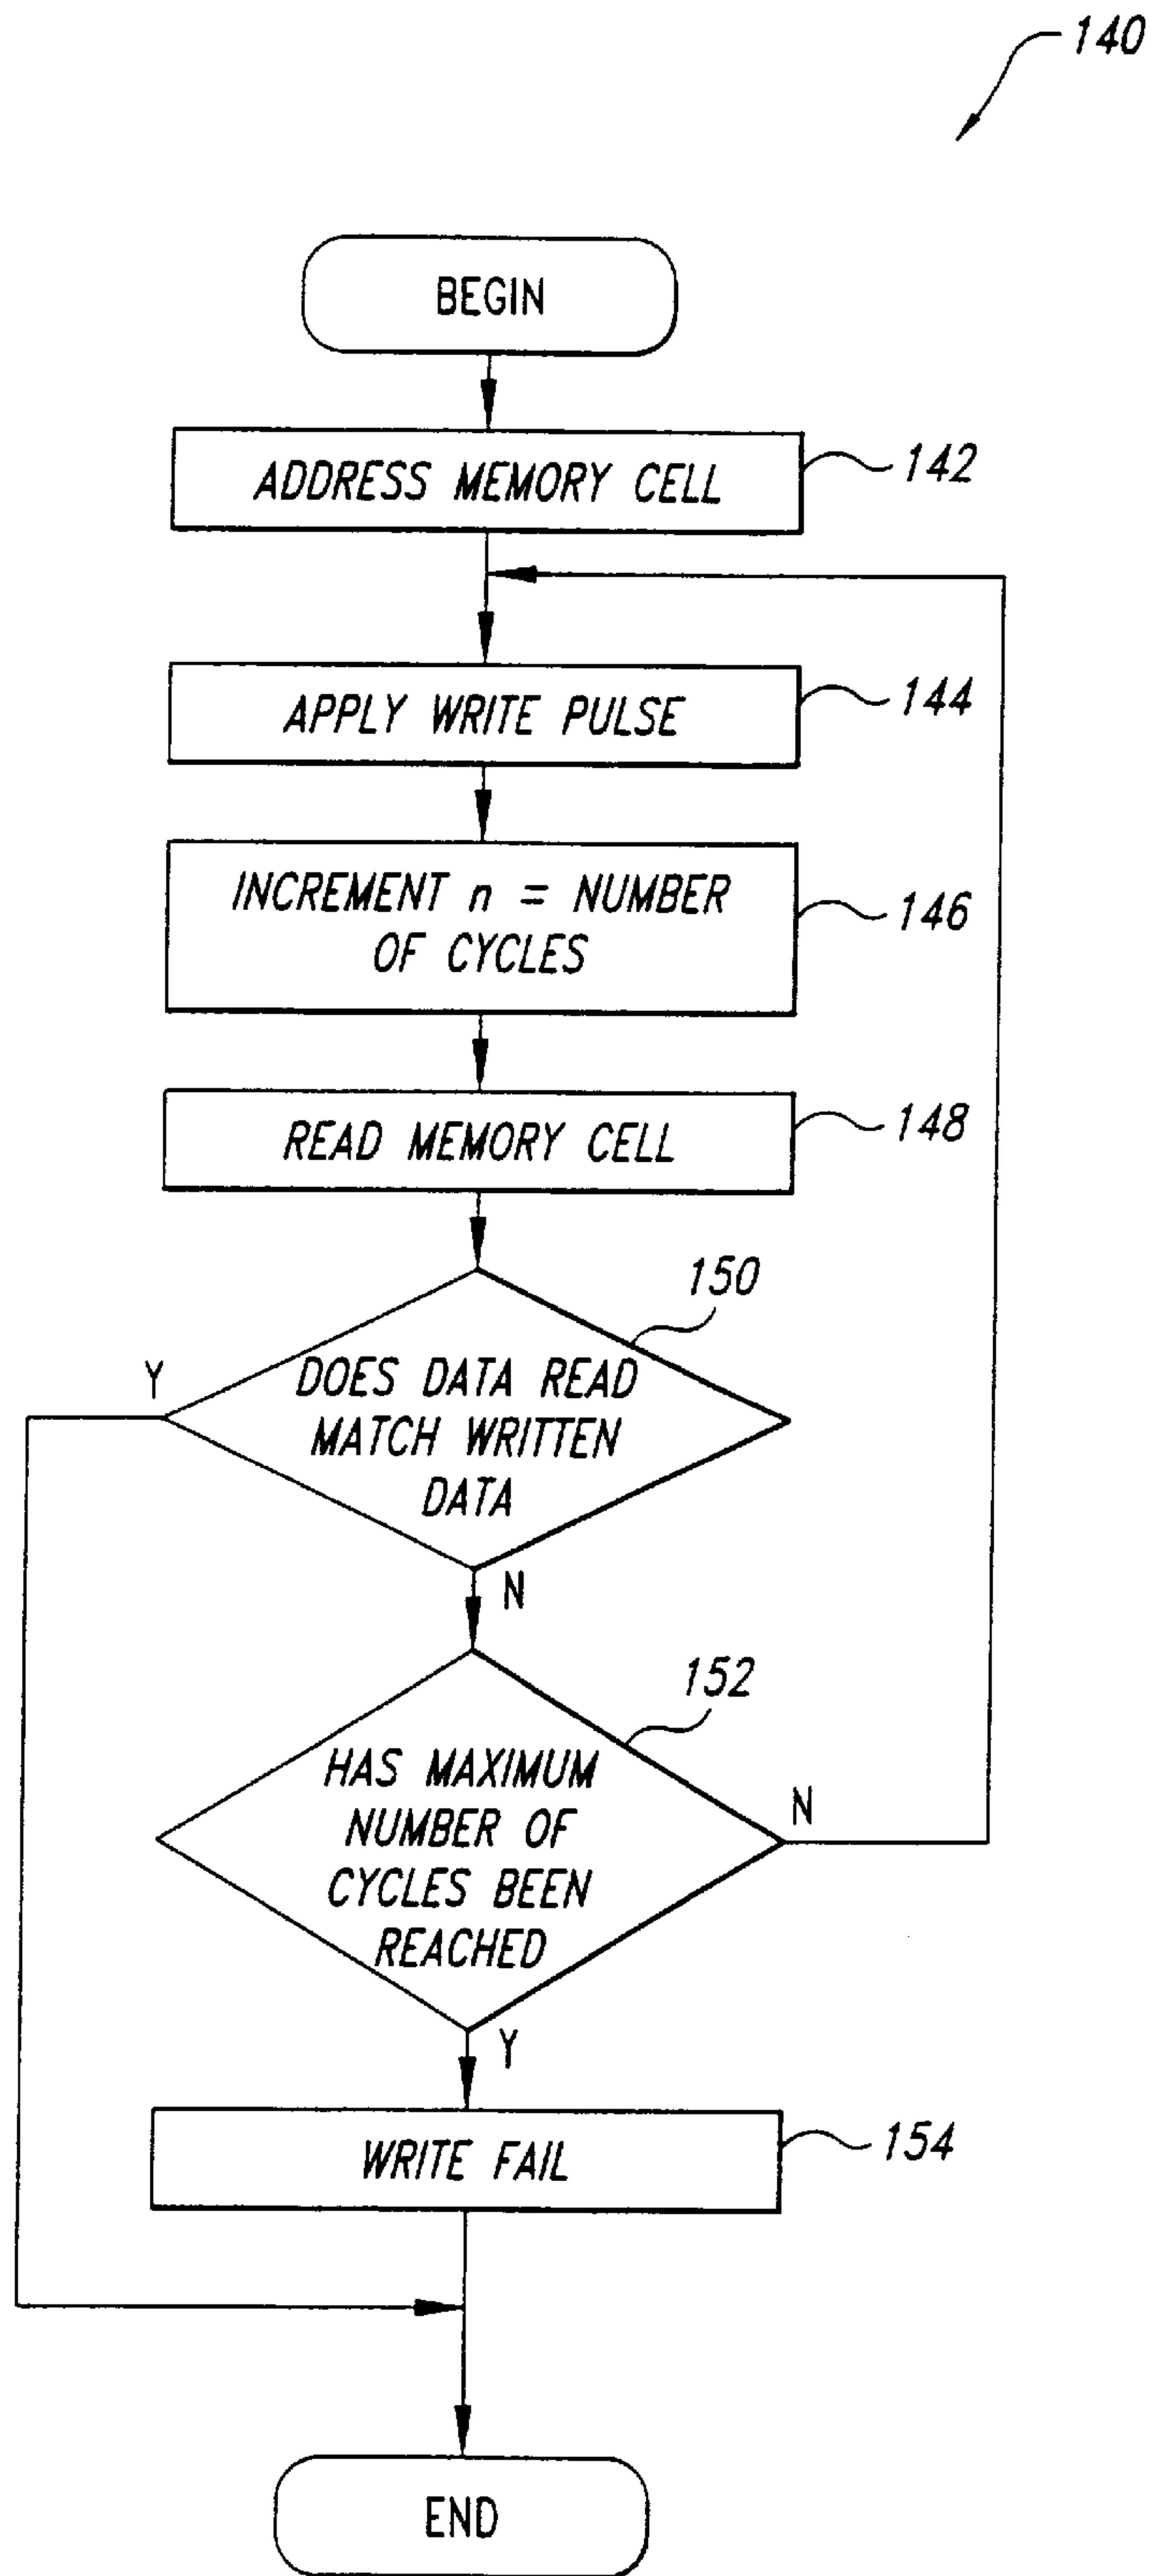 140
BEGIN
ADDRESS MEMORY CELL
142
APPLY WRITE PULSE
144
INCREMENT n = NUMBER
OF CYCLES
146
READ MEMORY CELL
148
150
Y
DOES DATA READ
MATCH WRITTEN
DATA
N
152
HAS MAXIMUM
NUMBER OF
CYCLES BEEN
REACHED
N
Y
WRITE FAIL
154
END